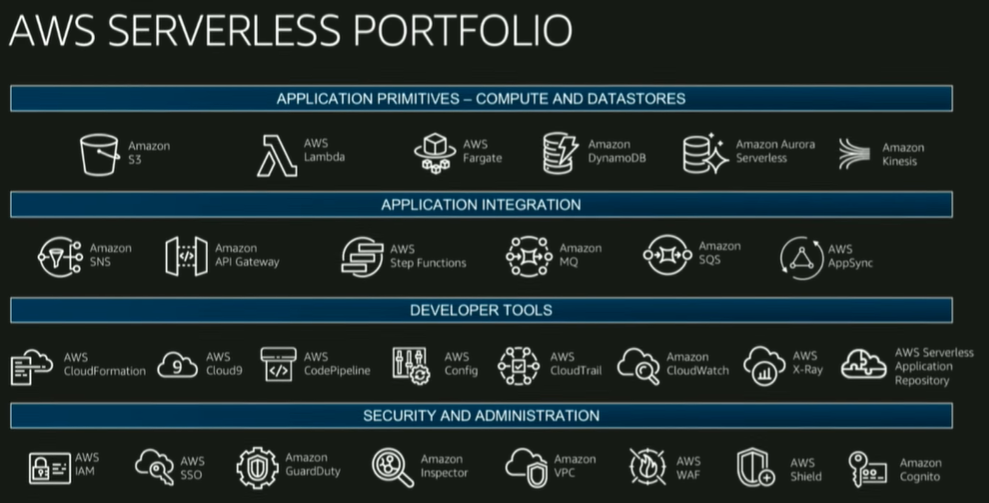 AWS SERVERLESS PORTFOLIO
APPLICATION PRIMITIVES – COMPUTE AND DATASTORES
Amazon
S3
AWS
Lambda
AWS
Fargate
Amazon
DynamoDB
Amazon Aurora
Serverless
Amazon
Kinesis
APPLICATION INTEGRATION
Amazon
SNS
</>
Amazon
API Gateway
AWS
Step Functions
Amazon
MQ
Amazon
SQS
AWS
AppSync
DEVELOPER TOOLS
AWS
CloudFormation
9
AWS
Cloud9
</>
AWS
CodePipeline
AWS
Config
AWS
CloudTrail
Amazon
CloudWatch
AWS
X-Ray
AWS Serverless
Application
Repository
SECURITY AND ADMINISTRATION
AWS
IAM
AWS
SSO
Amazon
GuardDuty
Amazon
Inspector
Amazon
VPC
AWS
WAF
AWS
Shield
Amazon
Cognito